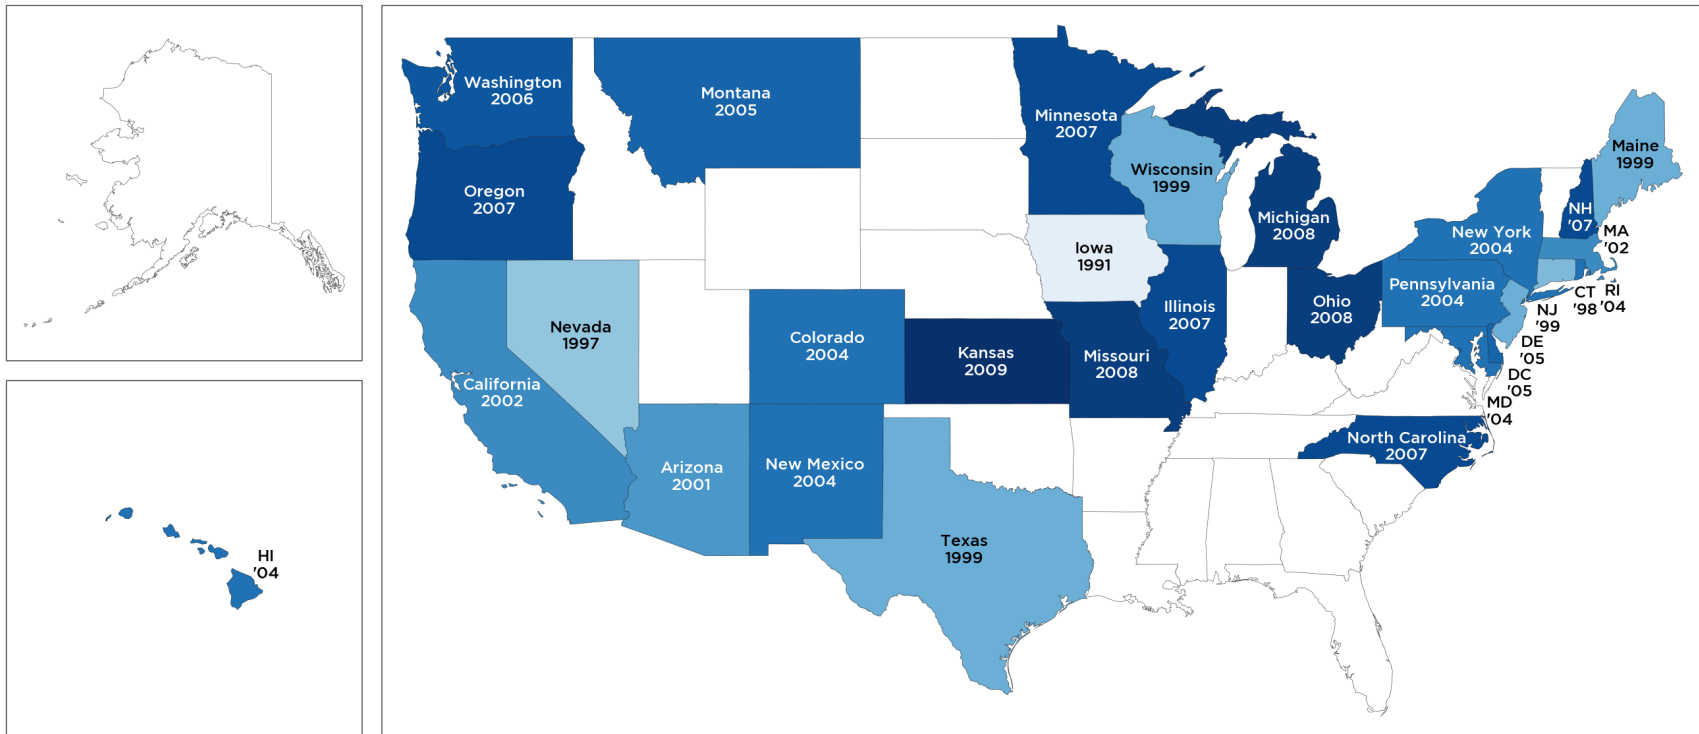 Washington
2006
Montana
2005
Minnesota
2007
Oregon
2007
Wisconsin
1999
Michigan
2008
Maine
1999
NH
'07
MA
'02
New York
2004
Iowa
1991
Pennsylvania
2004
CT
'98
RI
'04
NJ
'99
Illinois
2007
Ohio
2008
Nevada
1997
Colorado
2004
Kansas
2009
Missouri
2008
DE
'05
DC
'05
MD
'04
California
2002
North Carolina
2007
Arizona
2001
New Mexico
2004
Texas
1999
HI
'04